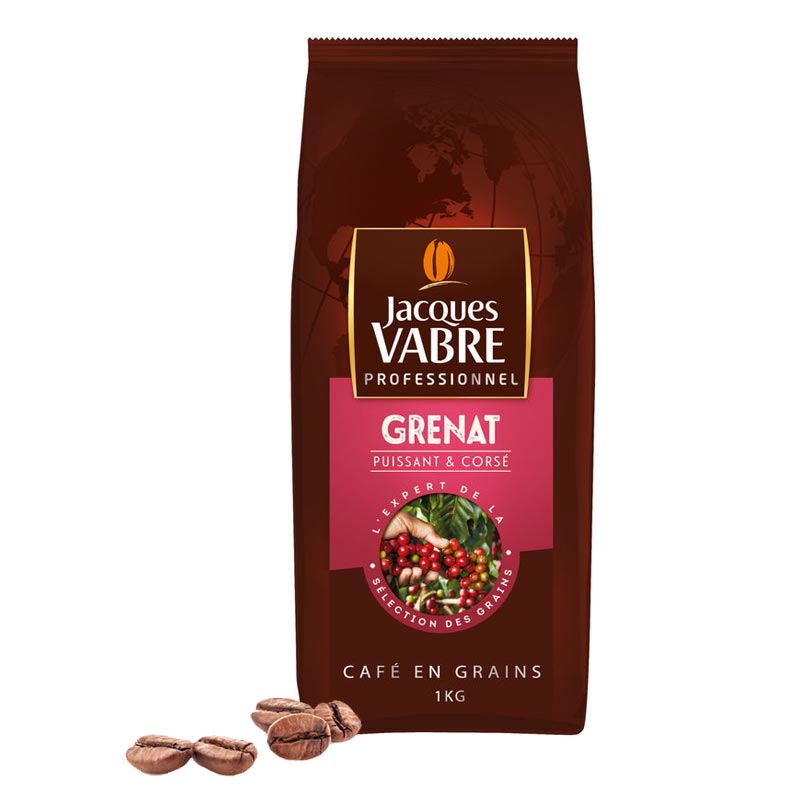 Jacques
VABRE
PROFESSIONNEL
GRENAT
PUISSANT & CORSÉ
L'EXPERT DE LA
SÉLECTION DES GRAINS
CAFÉ EN GRAINS
1KG